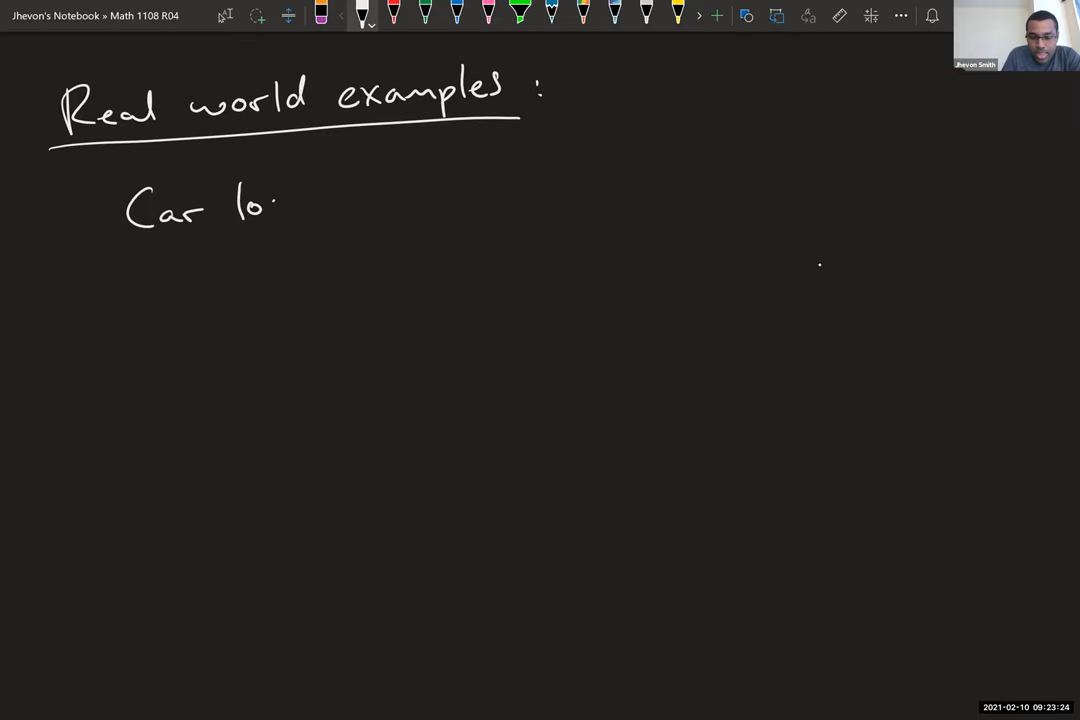 Jhevon's Notebook » Math 1108 R04
Jhevon Smith
Real world examples :
Car lo
2021-02-10 09:23:24